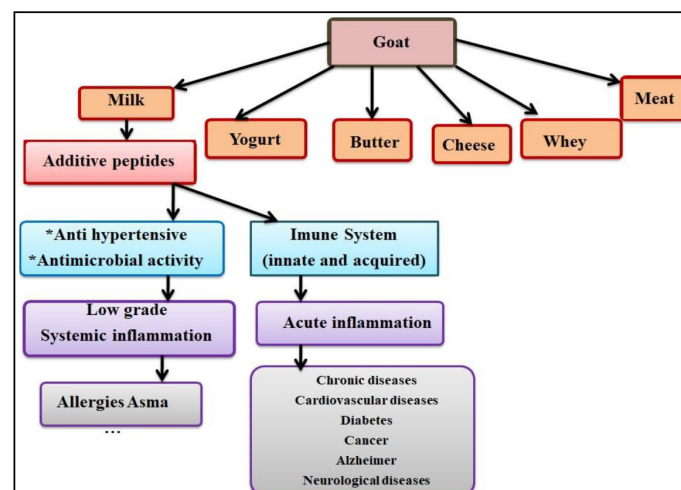 Goat
Milk
Yogurt
Butter
Cheese
Whey
Meat
Additive peptides
*Anti hypertensive
*Antimicrobial activity
Imune System
(innate and acquired)
Low grade
Systemic inflammation
Acute inflammation
Allergies Asma
...
Chronic diseases
Cardiovascular diseases
Diabetes
Cancer
Alzheimer
Neurological diseases